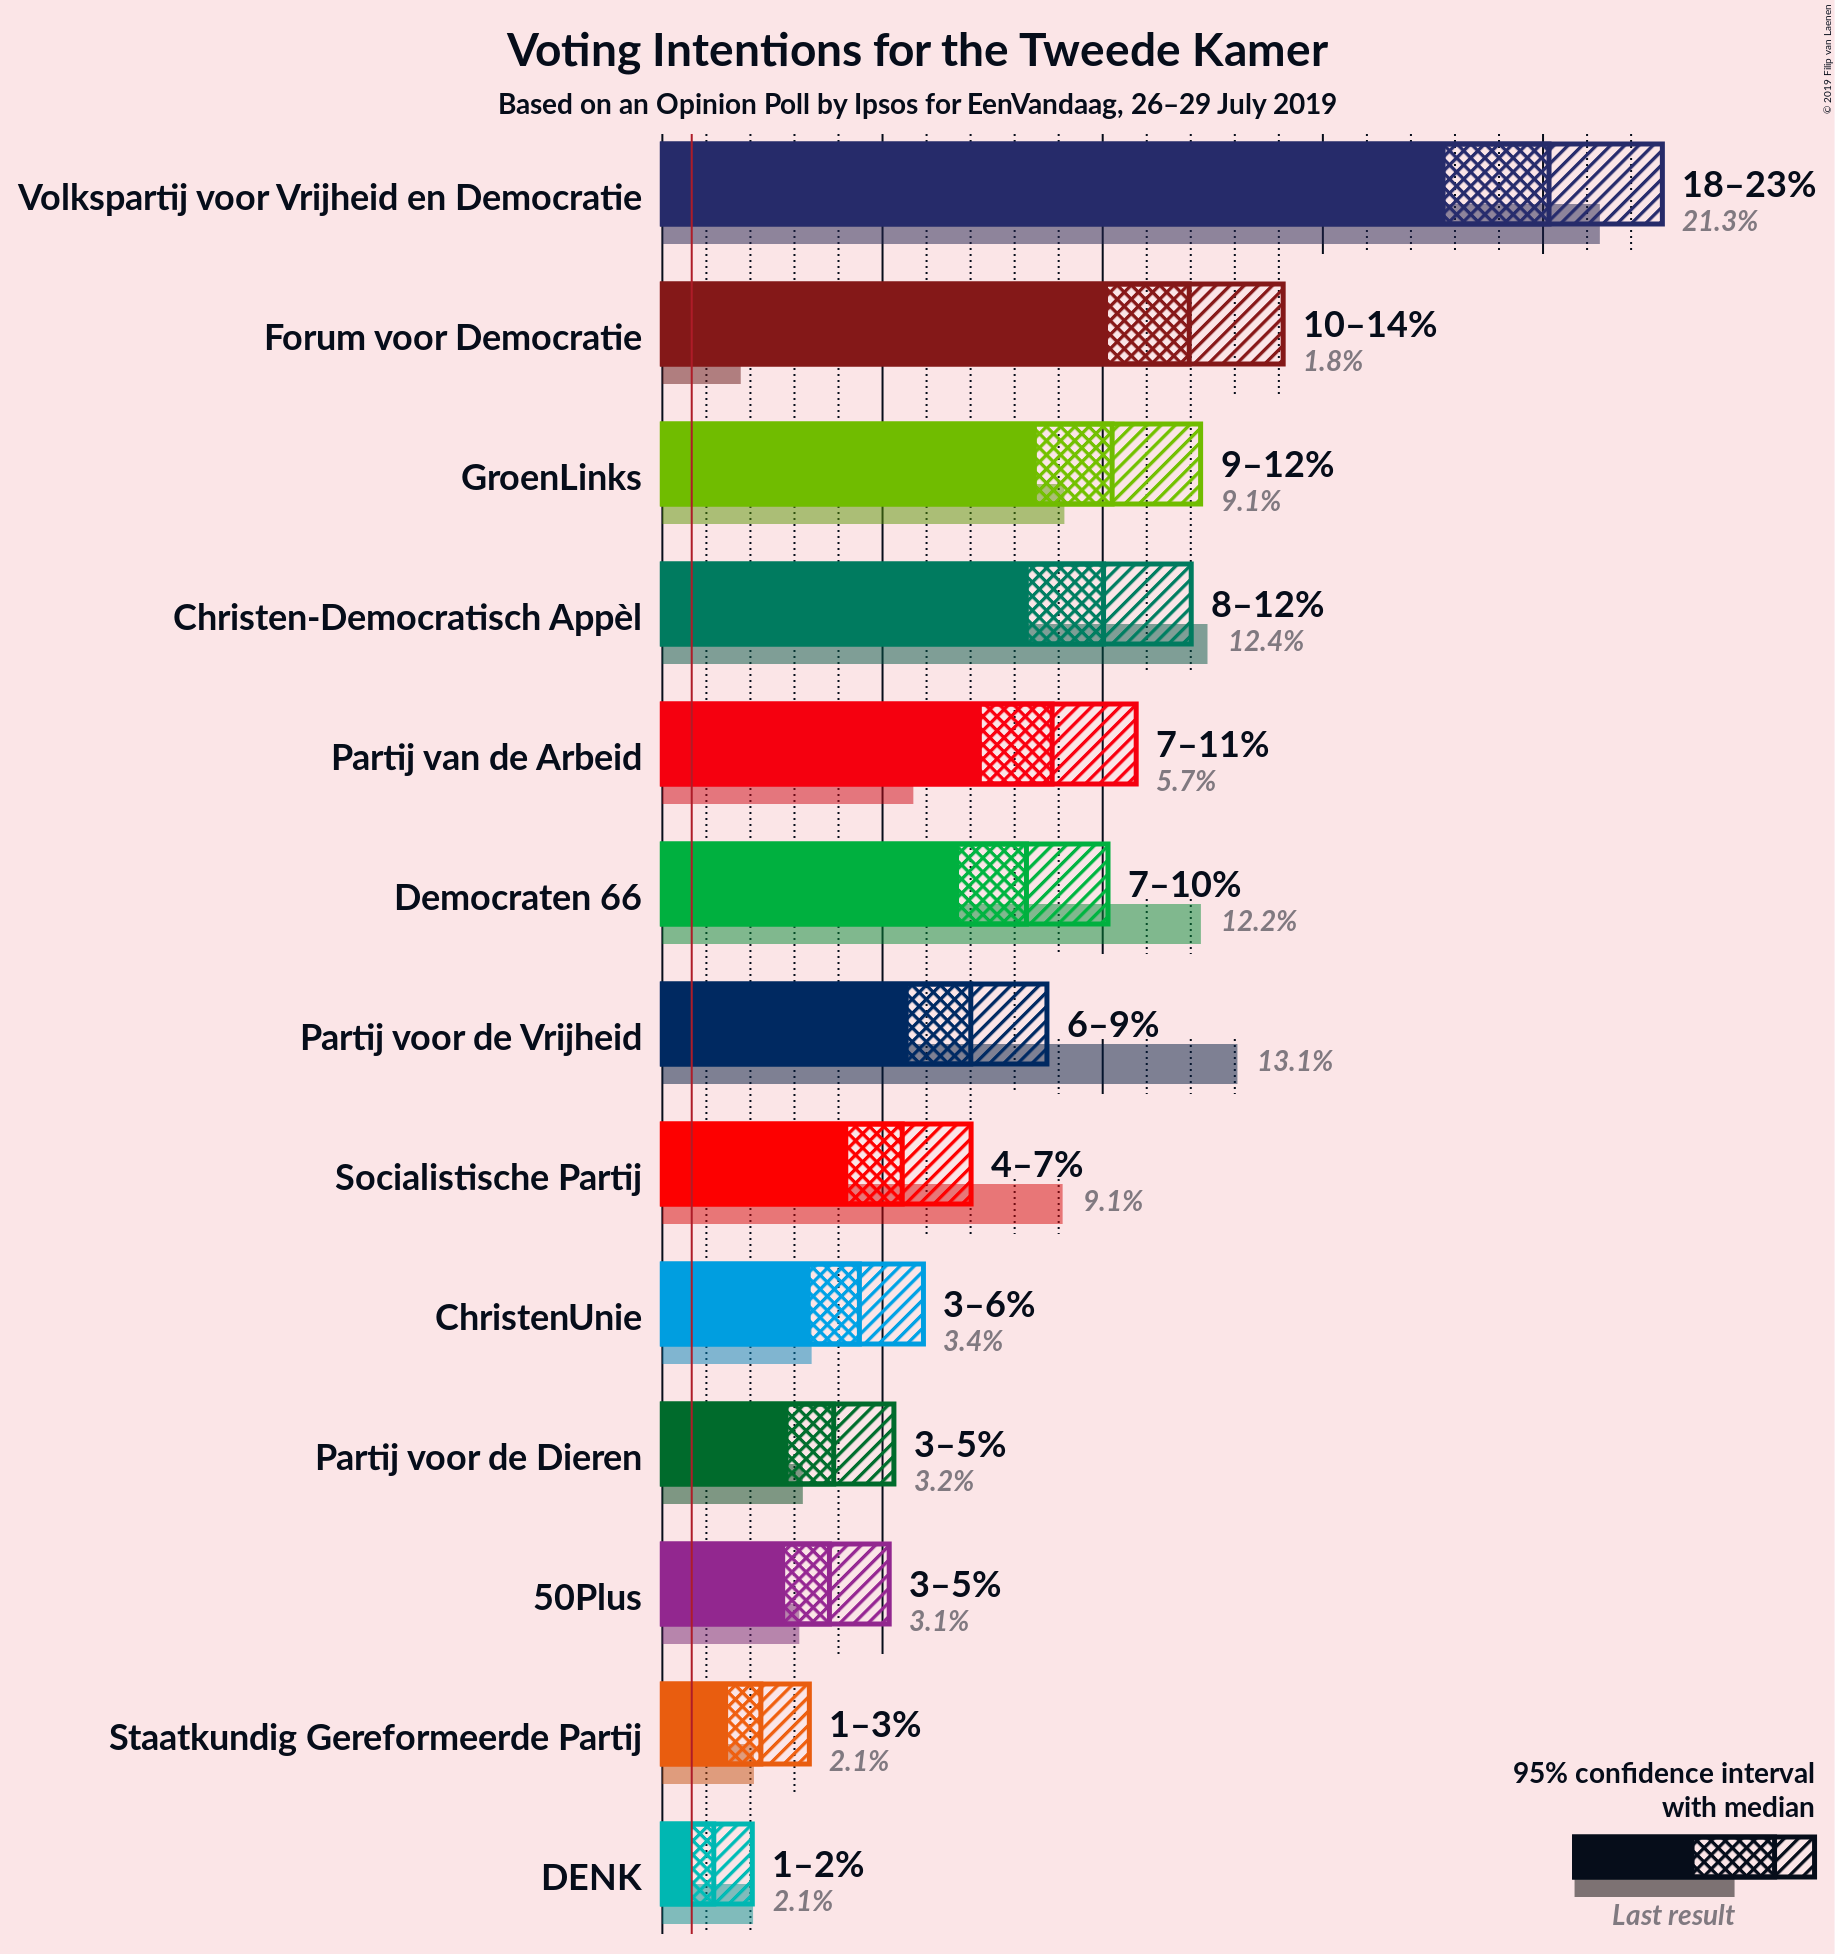 Voting Intentions for the Tweede Kamer
Based on an Opinion Poll by Ipsos for EenVandaag, 26–29 July 2019
© 2019 Filip van Laenen
Volkspartij voor Vrijheid en Democratie
18–23%
21.3%
Forum voor Democratie
10–14%
1.8%
GroenLinks
9–12%
9.1%
Christen-Democratisch Appèl
8–12%
12.4%
Partij van de Arbeid
7–11%
5.7%
Democraten 66
7–10%
12.2%
Partij voor de Vrijheid
6–9%
13.1%
Socialistische Partij
4–7%
9.1%
ChristenUnie
3–6%
3.4%
Partij voor de Dieren
3–5%
3.2%
50Plus
3–5%
3.1%
Staatkundig Gereformeerde Partij
1–3%
2.1%
DENK
1–2%
2.1%
95% confidence interval
with median
Last result